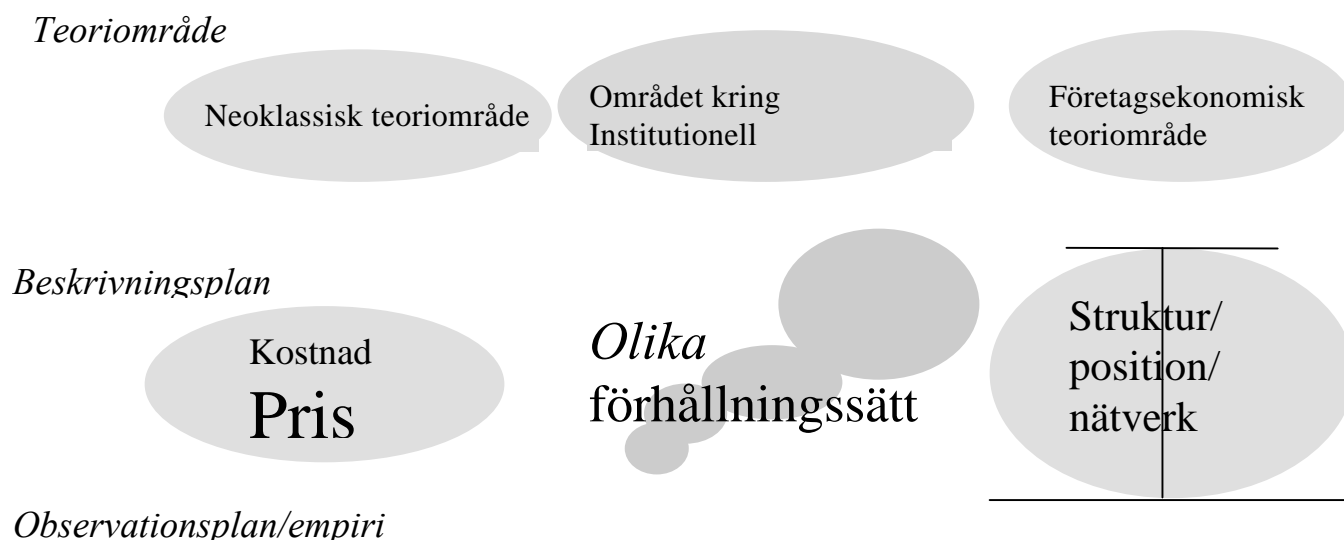 Teoriområde
Neoklassisk teoriområde
Området kring
Institutionell
Företagsekonomisk
teoriområde
Beskrivningsplan
Kostnad
Pris
Olika
förhållningssätt
Struktur/
position/
nätverk
Observationsplan/empiri